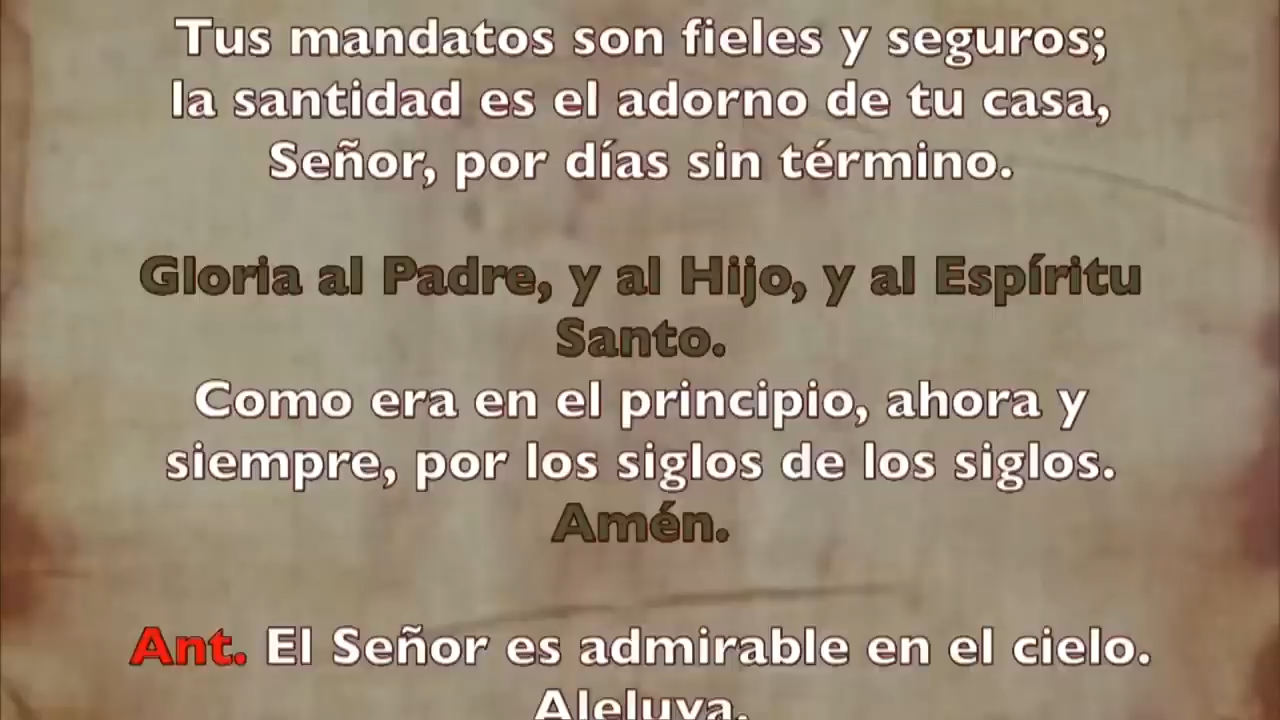 Tus mandatos son fieles y seguros;
la santidad es el adorno de tu casa,
Señor, por días sin término.
Gloria al Padre, y al Hijo, y al Espíritu
Santo.
Como era en el principio, ahora y
siempre, por los siglos de los siglos.
Amén.
Ant. El Señor es admirable en el cielo.
Aleluya.